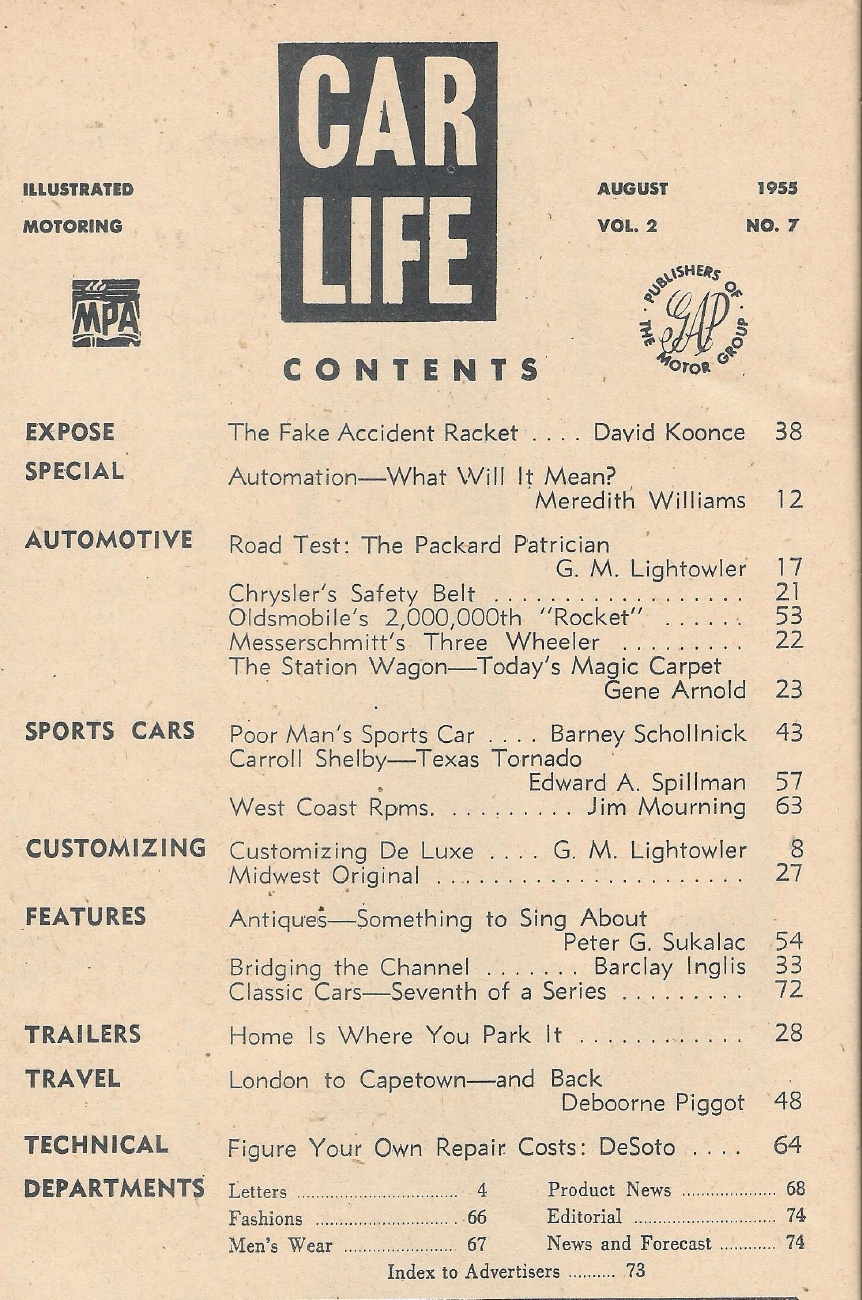 CAR
LIFE
ILLUSTRATED
MOTORING
AUGUST 1955
VOL. 2 NO. 7
MPA
PUBLISHERS OF
GAP
THE MOTOR GROUP
CONTENTS
EXPOSE The Fake Accident Racket .... David Koonce 38
SPECIAL Automation—What Will It Mean?
Meredith Williams 12
AUTOMOTIVE Road Test: The Packard Patrician
G. M. Lightowler 17
Chrysler's Safety Belt .................. 21
Oldsmobile's 2,000,000th "Rocket" ...... 53
Messerschmitt's Three Wheeler ......... 22
The Station Wagon—Today's Magic Carpet
Gene Arnold 23
SPORTS CARS Poor Man's Sports Car .... Barney Schollnick 43
Carroll Shelby—Texas Tornado
Edward A. Spillman 57
West Coast Rpms. .......... Jim Mourning 63
CUSTOMIZING Customizing De Luxe .... G. M. Lightowler 8
Midwest Original ...................... 27
FEATURES Antiques—Something to Sing About
Peter G. Sukalac 54
Bridging the Channel ....... Barclay Inglis 33
Classic Cars—Seventh of a Series ......... 72
TRAILERS Home Is Where You Park It ............ 28
TRAVEL London to Capetown—and Back
Deboorne Piggot 48
TECHNICAL Figure Your Own Repair Costs: DeSoto .... 64
DEPARTMENTS Letters .................... 4 Product News .................... 68
Fashions .................... 66 Editorial .................... 74
Men's Wear .................... 67 News and Forecast ............ 74
Index to Advertisers .......... 73